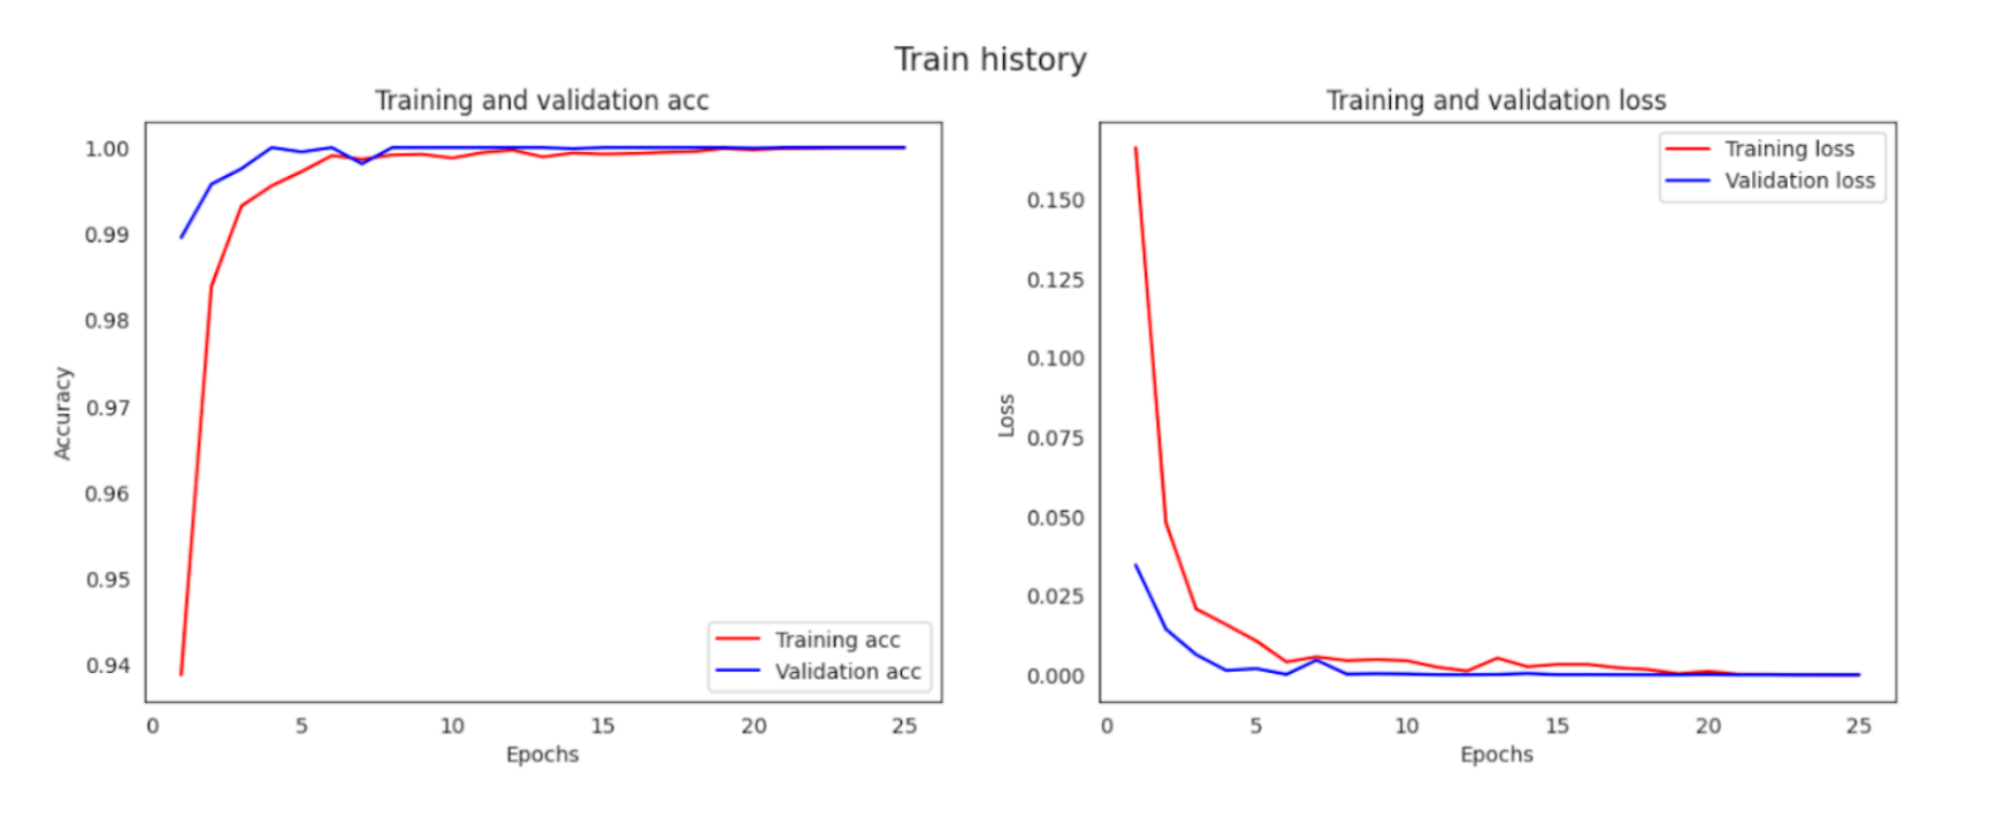 Train history
Training and validation acc
1.00
0.99
0.98
0.97
0.96
0.95
0.94
Accuracy
Training acc
Validation acc
0 5 10 15 20 25
Epochs
Training and validation loss
Training loss
Validation loss
0.150
0.125
0.100
0.075
0.050
0.025
0.000
Loss
0 5 10 15 20 25
Epochs